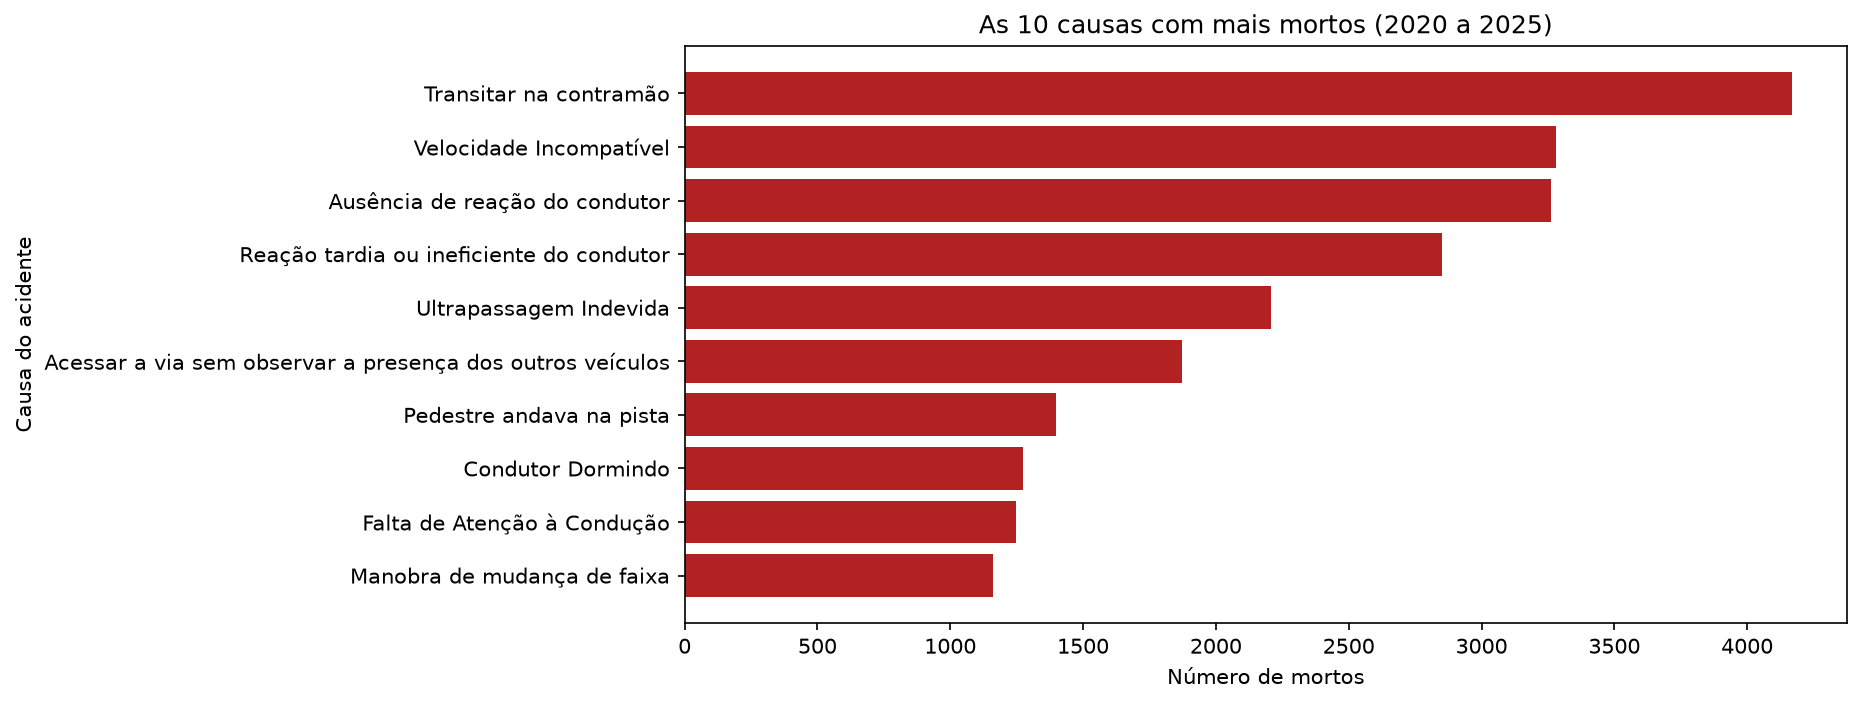 As 10 causas com mais mortos (2020 a 2025)
Causa do acidente
Transitar na contramão
Velocidade Incompatível
Ausência de reação do condutor
Reação tardia ou ineficiente do condutor
Ultrapassagem Indevida
Acessar a via sem observar a presença dos outros veículos
Pedestre andava na pista
Condutor Dormindo
Falta de Atenção à Condução
Manobra de mudança de faixa
0 500 1000 1500 2000 2500 3000 3500 4000
Número de mortos